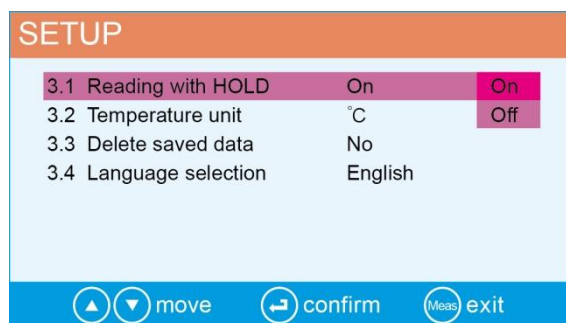 SETUP
3.1 Reading with HOLD On On
3.2 Temperature unit °C Off
3.3 Delete saved data No
3.4 Language selection English
move confirm Meas exit